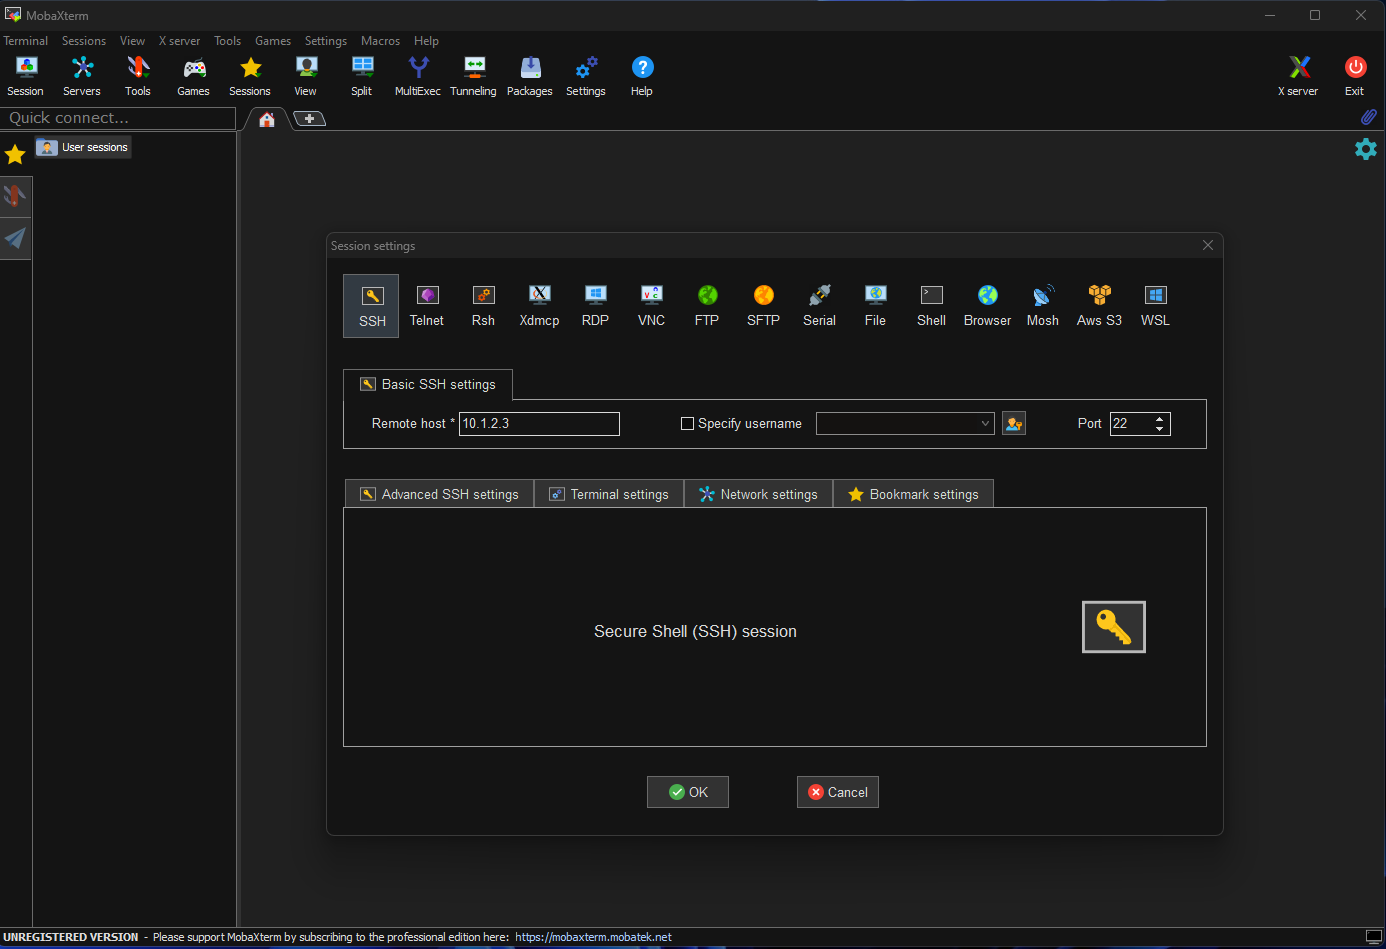 MobaXterm
Terminal Sessions View X server Tools Games Settings Macros Help
Session Servers Tools Games Sessions View Split MultiExec Tunneling Packages Settings Help X server Exit
Quick connect...
User sessions
Session settings
SSH Telnet Rsh Xdmcp RDP VNC FTP SFTP Serial File Shell Browser Mosh Aws S3 WSL
Basic SSH settings
Remote host * 10.1.2.3 Specify username Port 22
Advanced SSH settings Terminal settings Network settings Bookmark settings
Secure Shell (SSH) session
OK Cancel
UNREGISTERED VERSION - Please support MobaXterm by subscribing to the professional edition here: https://mobaxterm.mobatek.net